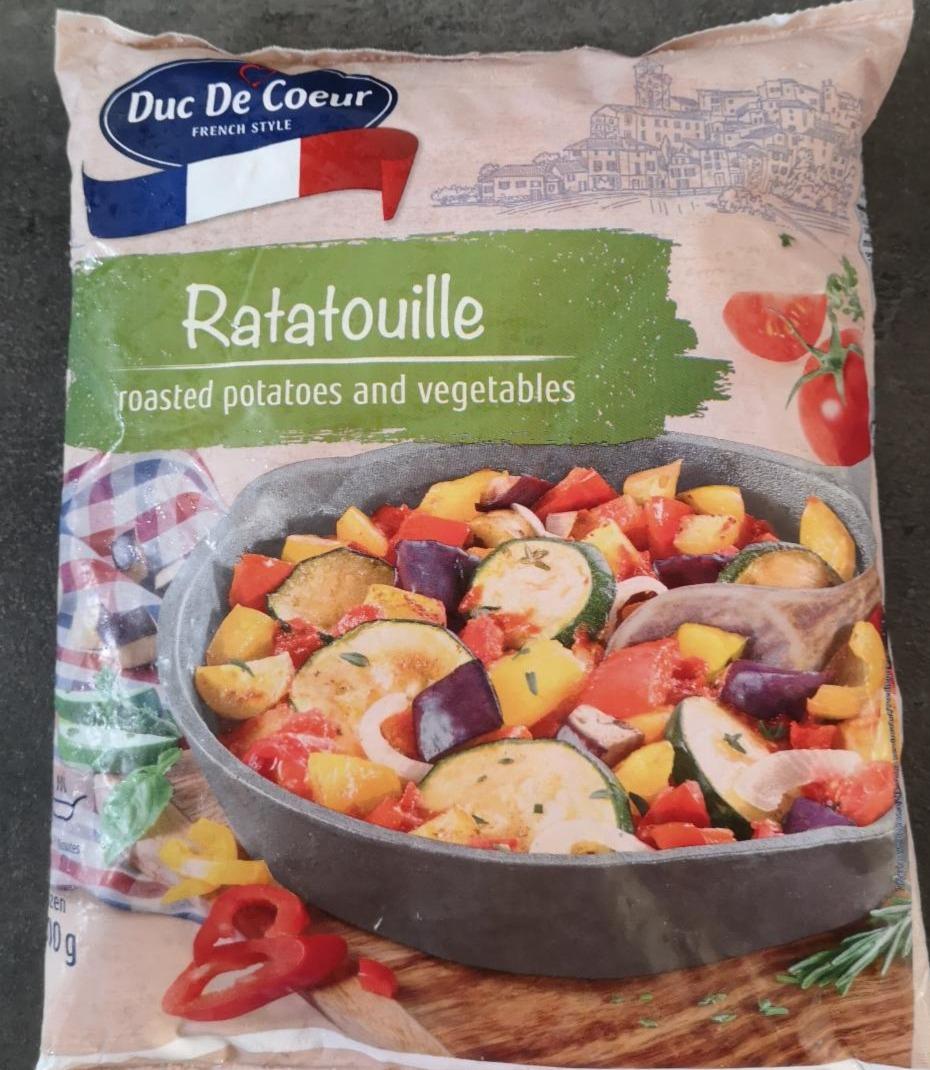 Duc De Coeur
FRENCH STYLE
Ratatouille
roasted potatoes and vegetables